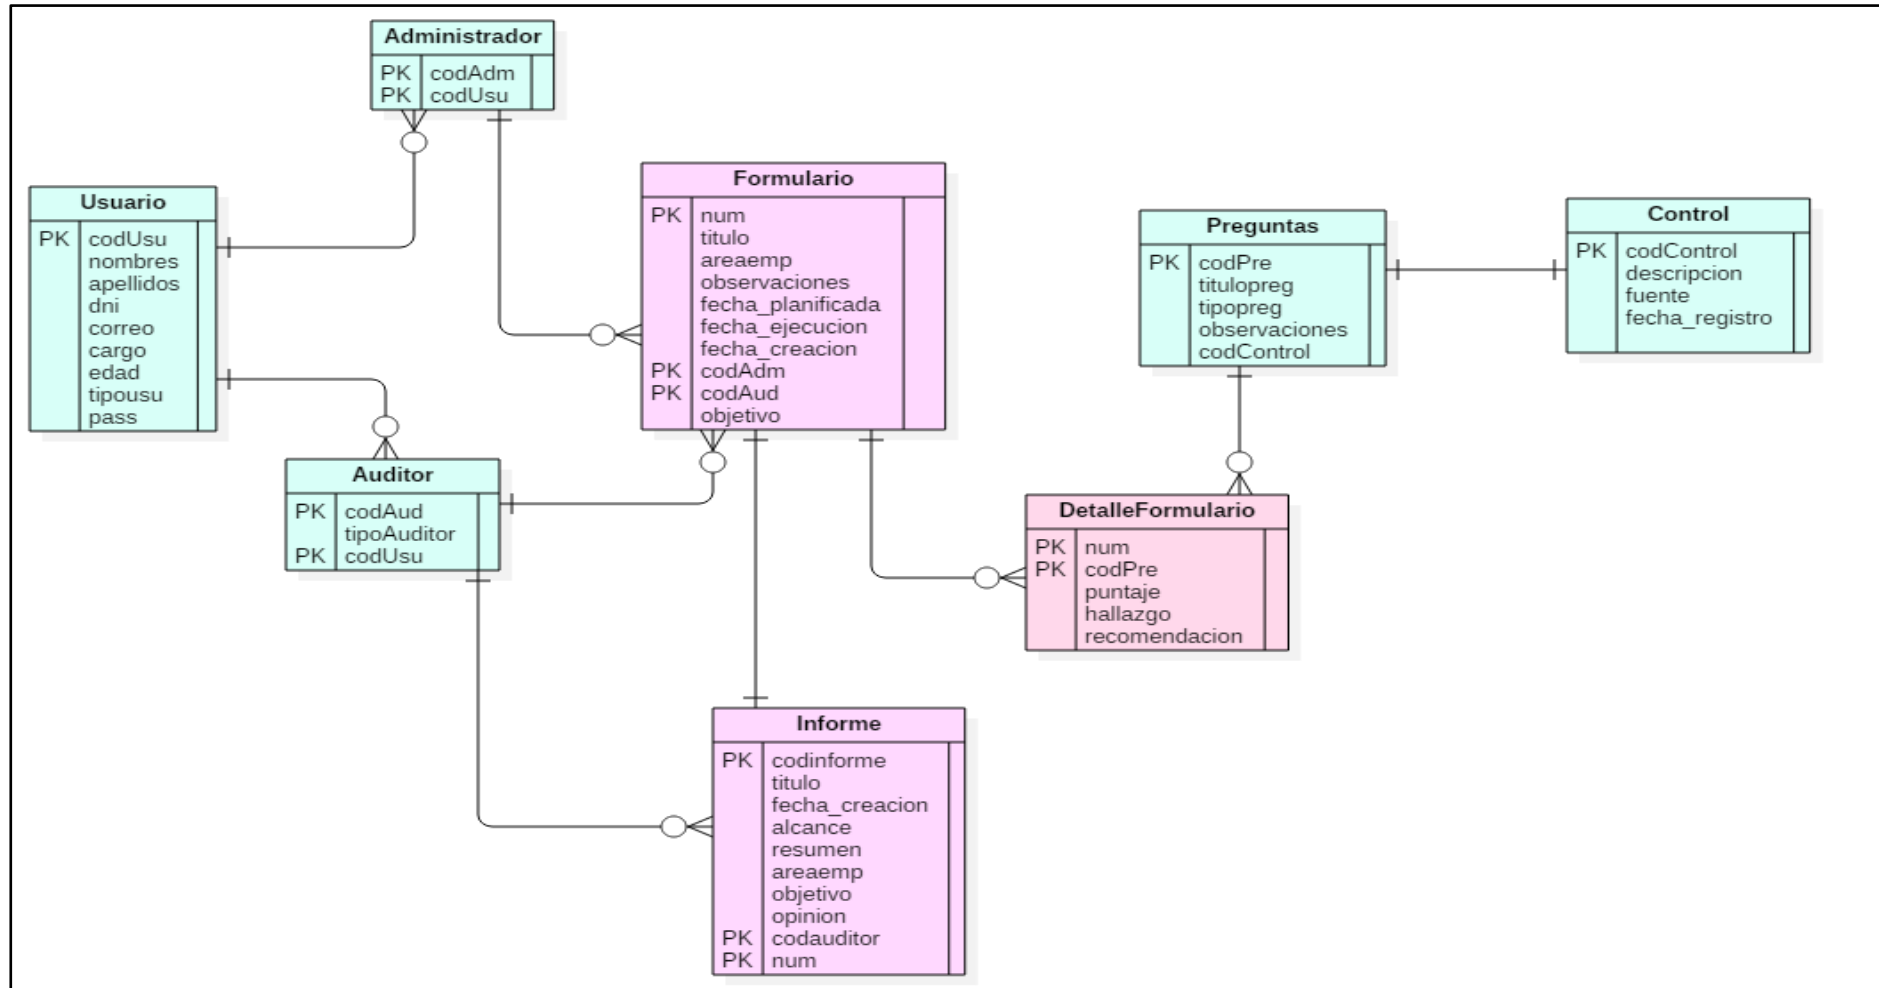 Administrador
PK codAdm
PK codUsu
Usuario
PK codUsu
nombres
apellidos
dni
correo
cargo
edad
tipousu
pass
Formulario
PK num
titulo
areaemp
observaciones
fecha_planificada
fecha_ejecucion
fecha_creacion
PK codAdm
PK codAud
objetivo
Preguntas
PK codPre
titulopreg
tipopreg
observaciones
codControl
Control
PK codControl
descripcion
fuente
fecha_registro
Auditor
PK codAud
tipoAuditor
PK codUsu
DetalleFormulario
PK num
PK codPre
puntaje
hallazgo
recomendacion
Informe
PK codinforme
titulo
fecha_creacion
alcance
resumen
areaemp
objetivo
opinion
PK codauditor
PK num